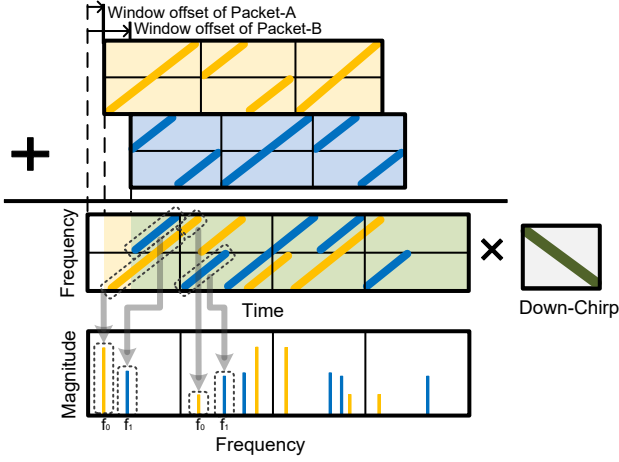 Window offset of Packet-A
Window offset of Packet-B
+
Frequency
×
Time
Down-Chirp
Magnitude
f₀ f₁ f₀ f₁
Frequency